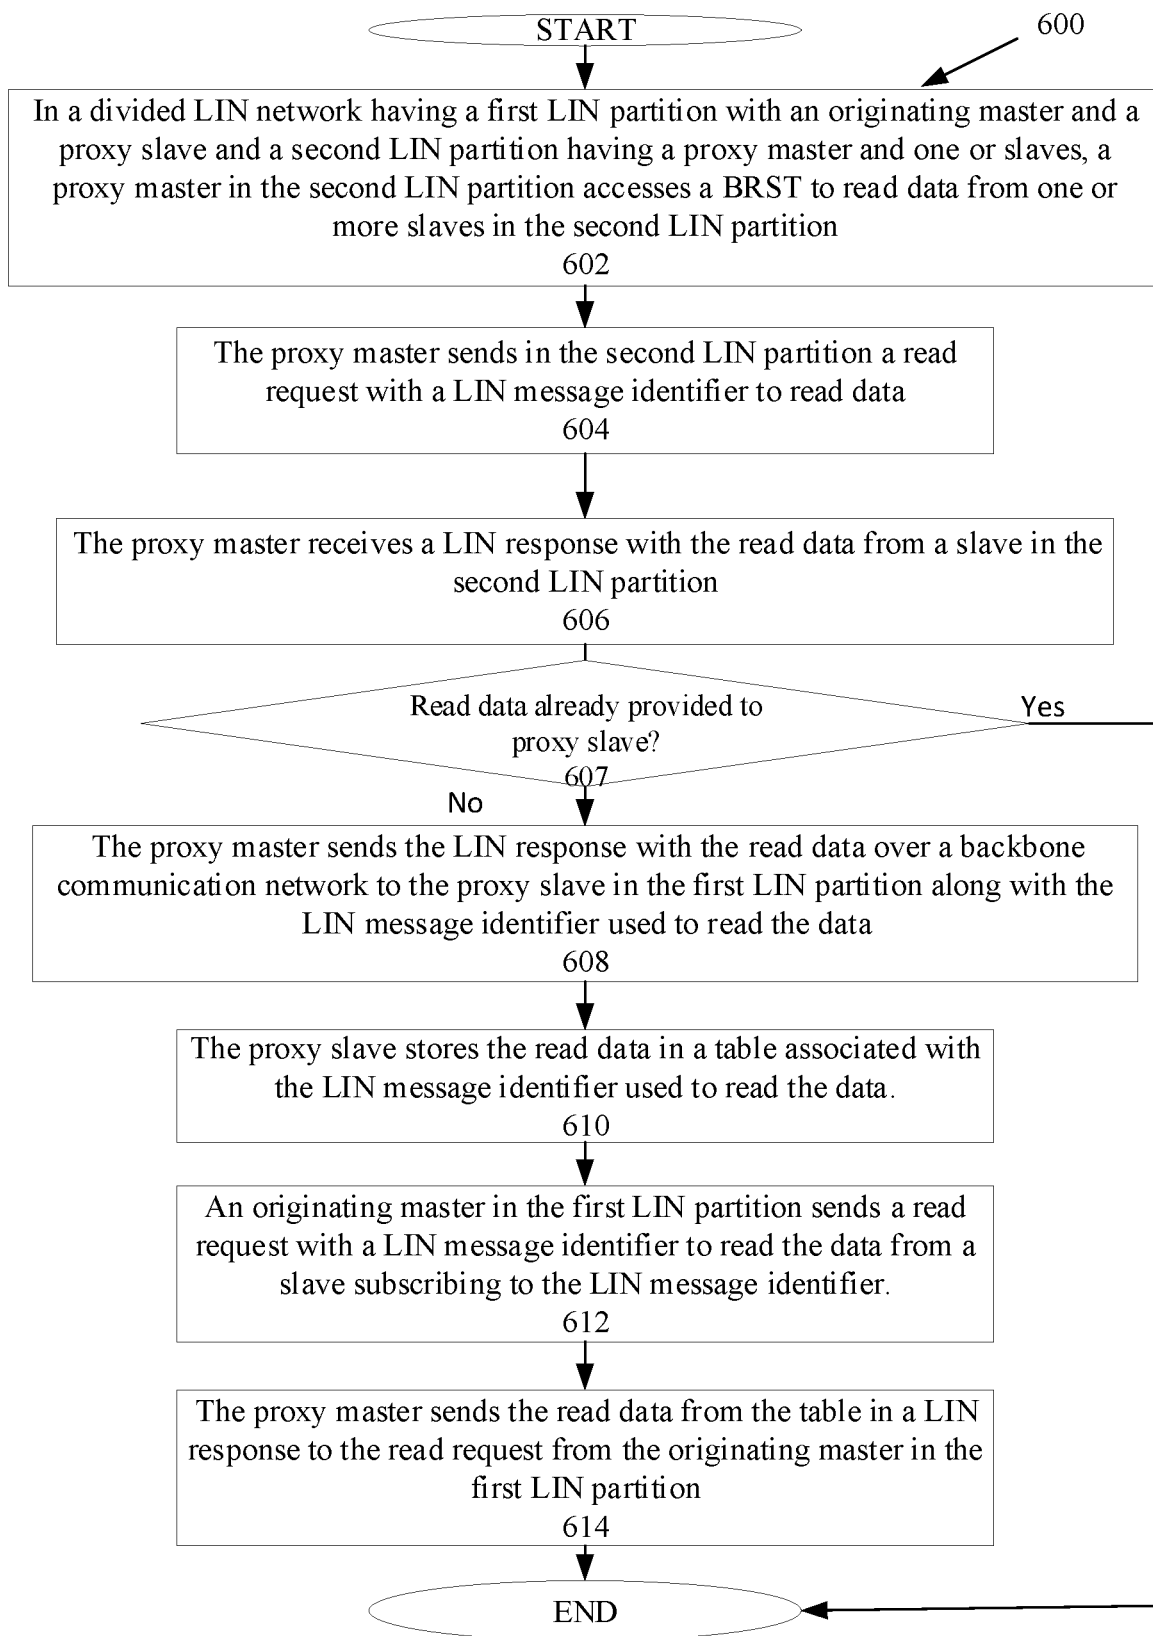 START
600
In a divided LIN network having a first LIN partition with an originating master and a
proxy slave and a second LIN partition having a proxy master and one or slaves, a
proxy master in the second LIN partition accesses a BRST to read data from one or
more slaves in the second LIN partition
602
The proxy master sends in the second LIN partition a read
request with a LIN message identifier to read data
604
The proxy master receives a LIN response with the read data from a slave in the
second LIN partition
606
Read data already provided to
proxy slave?
607
Yes
No
The proxy master sends the LIN response with the read data over a backbone
communication network to the proxy slave in the first LIN partition along with the
LIN message identifier used to read the data
608
The proxy slave stores the read data in a table associated with
the LIN message identifier used to read the data.
610
An originating master in the first LIN partition sends a read
request with a LIN message identifier to read the data from a
slave subscribing to the LIN message identifier.
612
The proxy master sends the read data from the table in a LIN
response to the read request from the originating master in the
first LIN partition
614
END